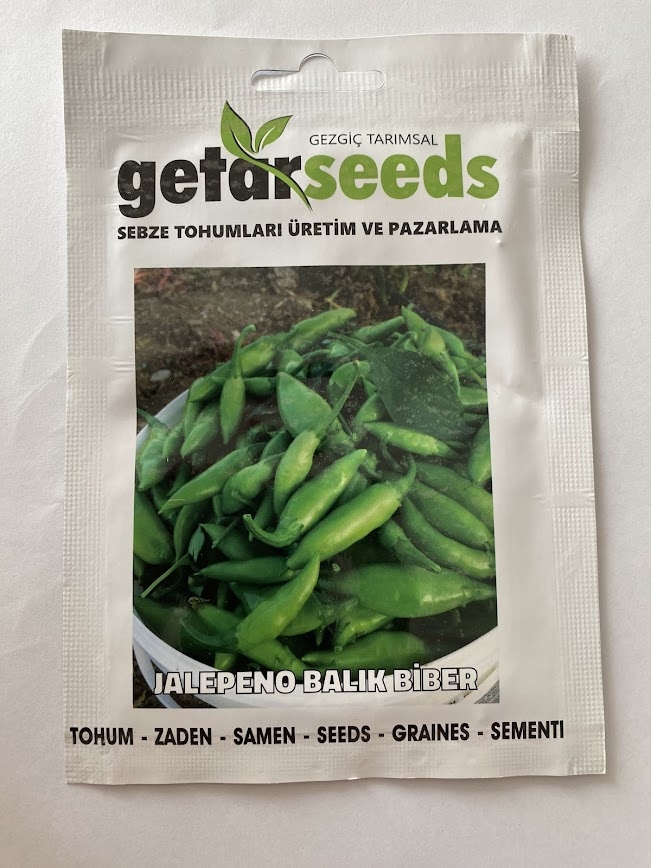 GEZGİÇ TARIMSAL
getarseeds
SEBZE TOHUMLARI ÜRETİM VE PAZARLAMA
JALEPENO BALIK BİBER
TOHUM - ZADEN - SAMEN - SEEDS - GRAINES - SEMENTI